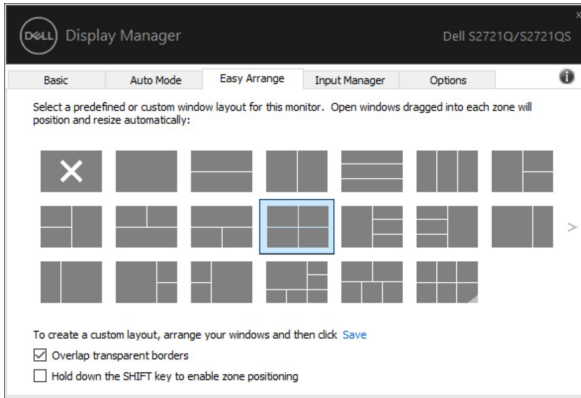 DELL Display Manager
Dell S2721Q/S2721QS
Basic Auto Mode Easy Arrange Input Manager Options
Select a predefined or custom window layout for this monitor. Open windows dragged into each zone will
position and resize automatically:
To create a custom layout, arrange your windows and then click Save
Overlap transparent borders
Hold down the SHIFT key to enable zone positioning